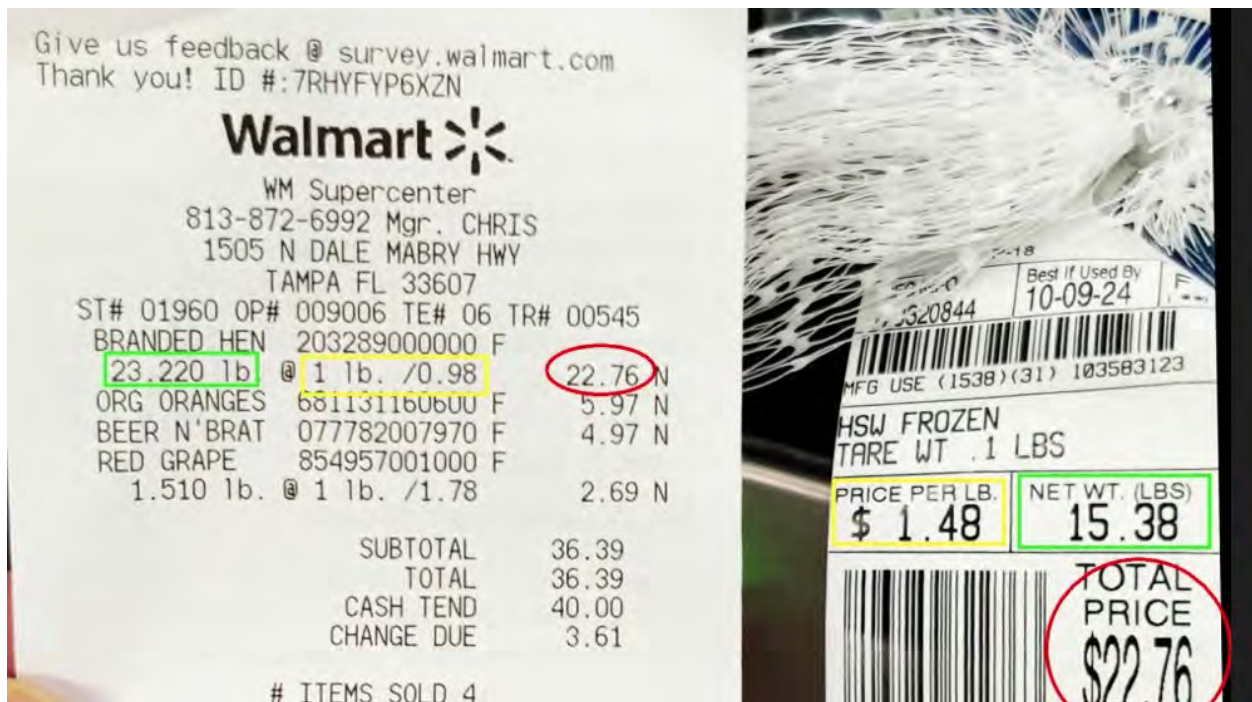 Give us feedback @ survey.walmart.com
Thank you! ID #:7RHYFYP6XZN
Walmart
WM Supercenter
813-872-6992 Mgr. CHRIS
1505 N DALE MABRY HWY
TAMPA FL 33607
ST# 01960 OP# 009006 TE# 06 TR# 00545
BRANDED HEN 203289000000 F
23.220 lb @ 1 lb. /0.98 22.76 N
ORG ORANGES 681131160600 F 5.97 N
BEER N'BRAT 077782007970 F 4.97 N
RED GRAPE 854957001000 F
1.510 lb. @ 1 lb. /1.78 2.69 N
SUBTOTAL 36.39
TOTAL 36.39
CASH TEND 40.00
CHANGE DUE 3.61
# ITEMS SOLD 4
Best If Used By
10-09-24
MFG USE (1538)(31) 103583123
HSW FROZEN
TARE WT .1 LBS
PRICE PER LB.
$ 1.48
NET WT. (LBS)
15.38
TOTAL
PRICE
$22.76